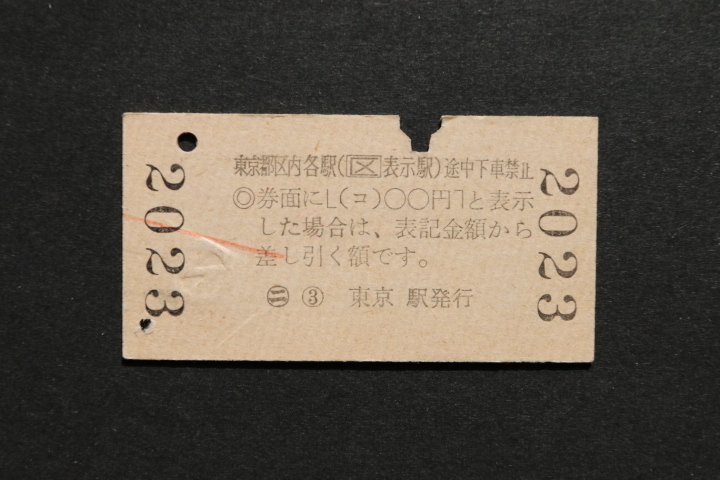 2023
東京都区内各駅(区表示駅)途中下車禁止
◎券面に「(コ)〇〇円」と表示
した場合は、表記金額から
差し引く額です。
㊁ ③ 東京 駅発行
2023